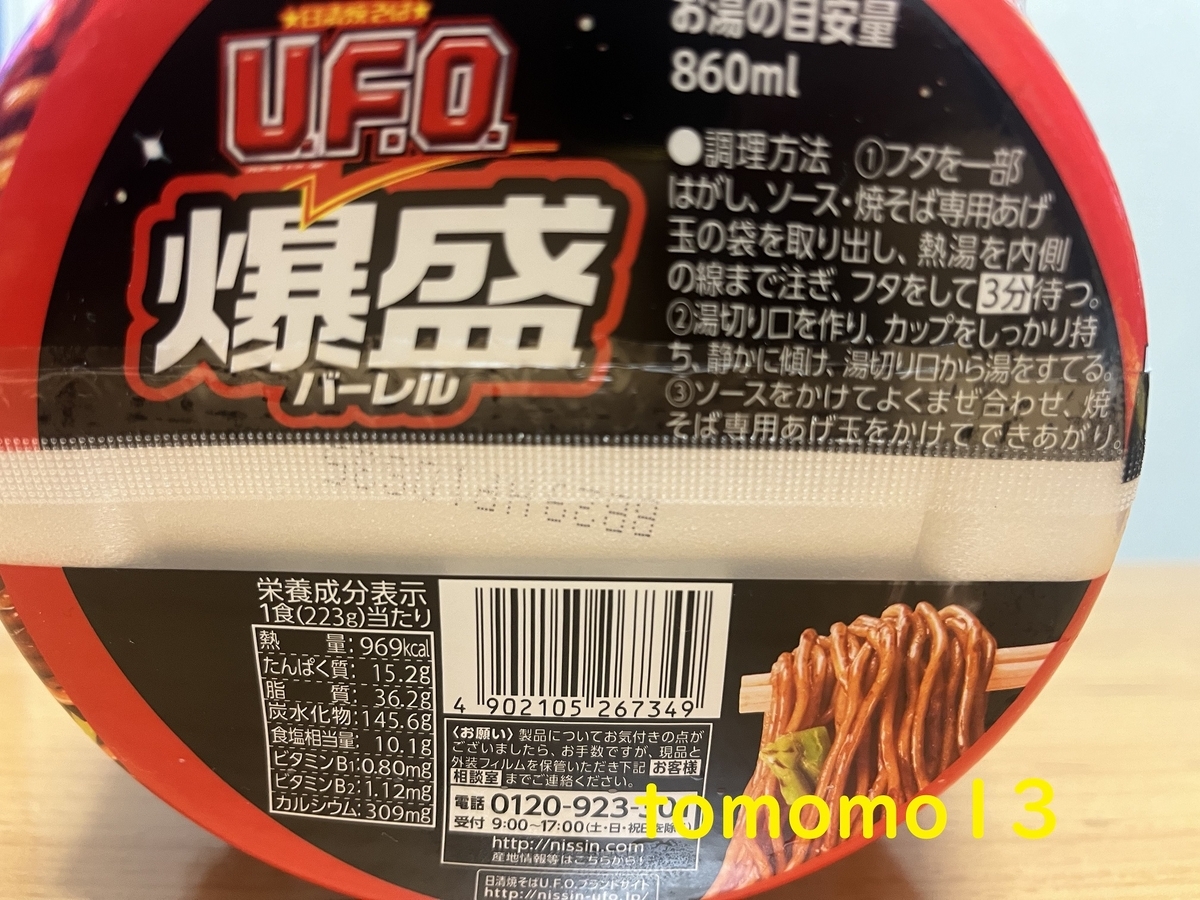 ★日清焼そば★
U.F.O.
爆盛
バーレル
お湯の目安量
860ml
●調理方法 ①フタを一部
はがし、ソース・焼そば専用あげ
玉の袋を取り出し、熱湯を内側
の線まで注ぎ、フタをして3分待つ。
②湯切り口を作り、カップをしっかり持
ち、静かに傾け、湯切り口から湯をすてる。
③ソースをかけてよくまぜ合わせ、焼
そば専用あげ玉をかけてできあがり。
栄養成分表示
1食(223g)当たり
熱量:969kcal
たんぱく質:15.2g
脂質:36.2g
炭水化物:145.6g
食塩相当量:10.1g
ビタミンB1:0.80mg
ビタミンB2:1.12mg
カルシウム:309mg
4 902105 267349
〈お願い〉製品についてお気付きの点が
ございましたら、お手数ですが、現品と
外装フィルムを保管いただき下記お客様
相談室までご連絡ください。
電話 0120-923-
受付 9:00~17:00(土・日・祝日を除く)
http://nissin.com
産地情報等はこちらから!
日清焼そばU.F.O.ブランドサイト
http://nissin-ufo.jp/
tomomo13